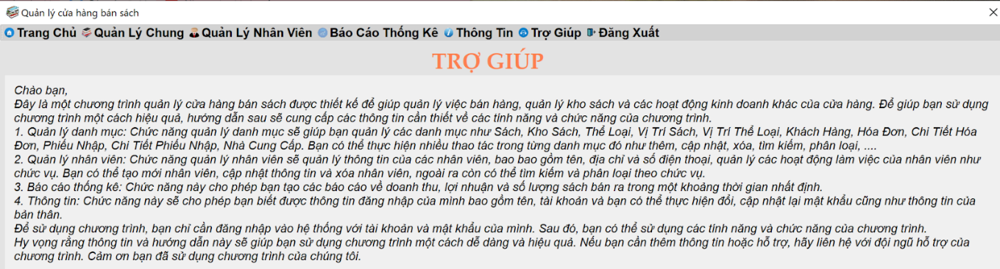 Quản lý cửa hàng bán sách
Trang Chủ Quản Lý Chung Quản Lý Nhân Viên Báo Cáo Thống Kê Thông Tin Trợ Giúp Đăng Xuất
TRỢ GIÚP
Chào bạn,
Đây là một chương trình quản lý cửa hàng bán sách được thiết kế để giúp quản lý việc bán hàng, quản lý kho sách và các hoạt động kinh doanh khác của cửa hàng. Để giúp bạn sử dụng
chương trình một cách hiệu quả, hướng dẫn sau sẽ cung cấp các thông tin cần thiết về các tính năng và chức năng của chương trình.
1. Quản lý danh mục: Chức năng quản lý danh mục sẽ giúp bạn quản lý các danh mục như Sách, Kho Sách, Thể Loại, Vị Trí Sách, Vị Trí Thể Loại, Khách Hàng, Hóa Đơn, Chi Tiết Hóa
Đơn, Phiếu Nhập, Chi Tiết Phiếu Nhập, Nhà Cung Cấp. Bạn có thể thực hiện nhiều thao tác trong từng danh mục đó như thêm, cập nhật, xóa, tìm kiếm, phân loại, ....
2. Quản lý nhân viên: Chức năng quản lý nhân viên sẽ quản lý thông tin của các nhân viên, bao bao gồm tên, địa chỉ và số điện thoại, quản lý các hoạt động làm việc của nhân viên như
chức vụ. Bạn có thể tạo mới nhân viên, cập nhật thông tin và xóa nhân viên, ngoài ra còn có thể tìm kiếm và phân loại theo chức vụ.
3. Báo cáo thống kê: Chức năng này cho phép bạn tạo các báo cáo về doanh thu, lợi nhuận và số lượng sách bán ra trong một khoảng thời gian nhất định.
4. Thông tin: Chức năng này sẽ cho phép bạn biết được thông tin đăng nhập của mình bao gồm tên, tài khoản và bạn có thể thực hiện đổi, cập nhật lại mật khẩu cũng như thông tin của
bản thân.
Để sử dụng chương trình, bạn chỉ cần đăng nhập vào hệ thống với tài khoản và mật khẩu của mình. Sau đó, bạn có thể sử dụng các tính năng và chức năng của chương trình.
Hy vọng rằng thông tin và hướng dẫn này sẽ giúp bạn sử dụng chương trình một cách dễ dàng và hiệu quả. Nếu bạn cần thêm thông tin hoặc hỗ trợ, hãy liên hệ với đội ngũ hỗ trợ của
chương trình. Cảm ơn bạn đã sử dụng chương trình của chúng tôi.